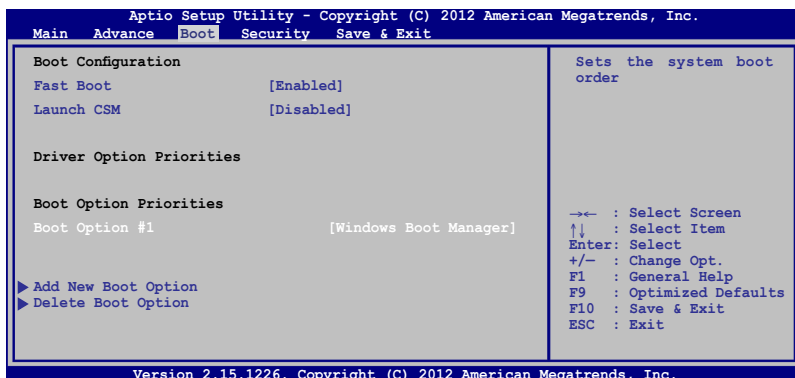 Aptio Setup Utility - Copyright (C) 2012 American Megatrends, Inc.
Main Advance Boot Security Save & Exit
Boot Configuration
Fast Boot [Enabled]
Launch CSM [Disabled]
Driver Option Priorities
Boot Option Priorities
Boot Option #1 [Windows Boot Manager]
Add New Boot Option
Delete Boot Option
Sets the system boot
order
→← : Select Screen
↑↓ : Select Item
Enter: Select
+/— : Change Opt.
F1 : General Help
F9 : Optimized Defaults
F10 : Save & Exit
ESC : Exit
Version 2.15.1226. Copyright (C) 2012 American Megatrends, Inc.